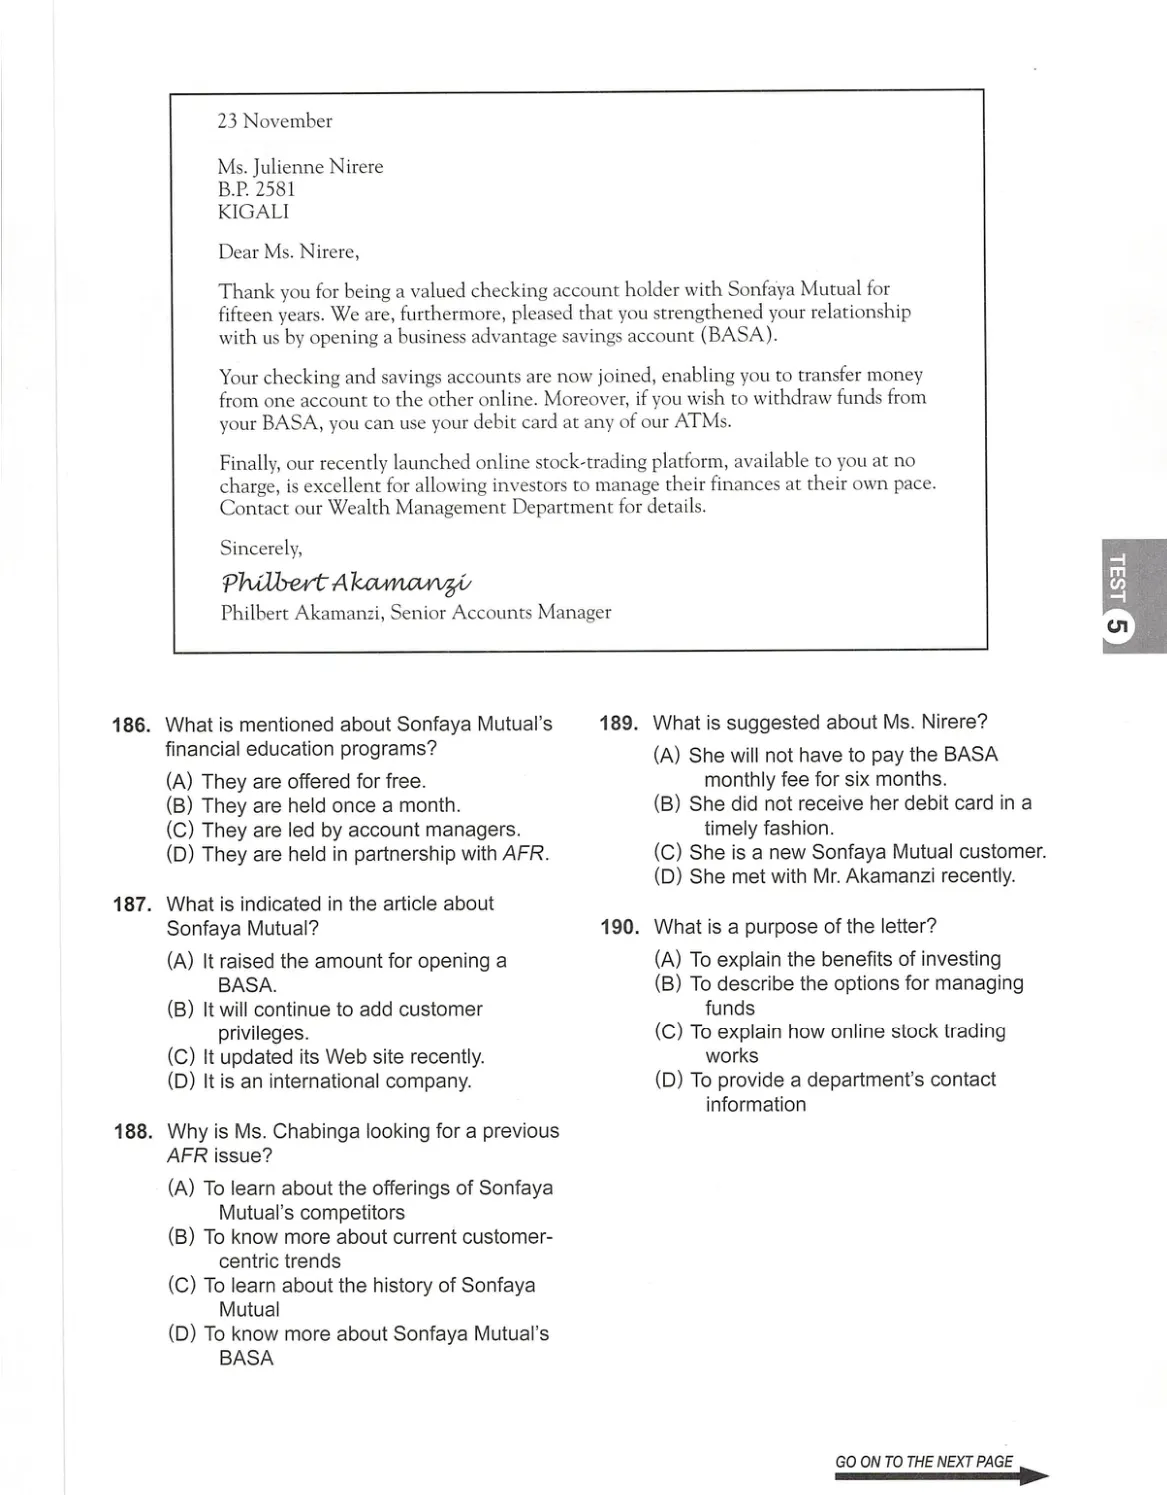 23 November
Ms. Julienne Nirere
B.P. 2581
KIGALI
Dear Ms. Nirere,
Thank you for being a valued checking account holder with Sonfaya Mutual for
fifteen years. We are, furthermore, pleased that you strengthened your relationship
with us by opening a business advantage savings account (BASA).
Your checking and savings accounts are now joined, enabling you to transfer money
from one account to the other online. Moreover, if you wish to withdraw funds from
your BASA, you can use your debit card at any of our ATMs.
Finally, our recently launched online stock-trading platform, available to you at no
charge, is excellent for allowing investors to manage their finances at their own pace.
Contact our Wealth Management Department for details.
Sincerely,
Philbert Akamanzi
Philbert Akamanzi, Senior Accounts Manager
TEST 5
186. What is mentioned about Sonfaya Mutual's
financial education programs?
(A) They are offered for free.
(B) They are held once a month.
(C) They are led by account managers.
(D) They are held in partnership with AFR.
187. What is indicated in the article about
Sonfaya Mutual?
(A) It raised the amount for opening a
BASA.
(B) It will continue to add customer
privileges.
(C) It updated its Web site recently.
(D) It is an international company.
188. Why is Ms. Chabinga looking for a previous
AFR issue?
(A) To learn about the offerings of Sonfaya
Mutual's competitors
(B) To know more about current customer-
centric trends
(C) To learn about the history of Sonfaya
Mutual
(D) To know more about Sonfaya Mutual's
BASA
189. What is suggested about Ms. Nirere?
(A) She will not have to pay the BASA
monthly fee for six months.
(B) She did not receive her debit card in a
timely fashion.
(C) She is a new Sonfaya Mutual customer.
(D) She met with Mr. Akamanzi recently.
190. What is a purpose of the letter?
(A) To explain the benefits of investing
(B) To describe the options for managing
funds
(C) To explain how online stock trading
works
(D) To provide a department's contact
information
GO ON TO THE NEXT PAGE